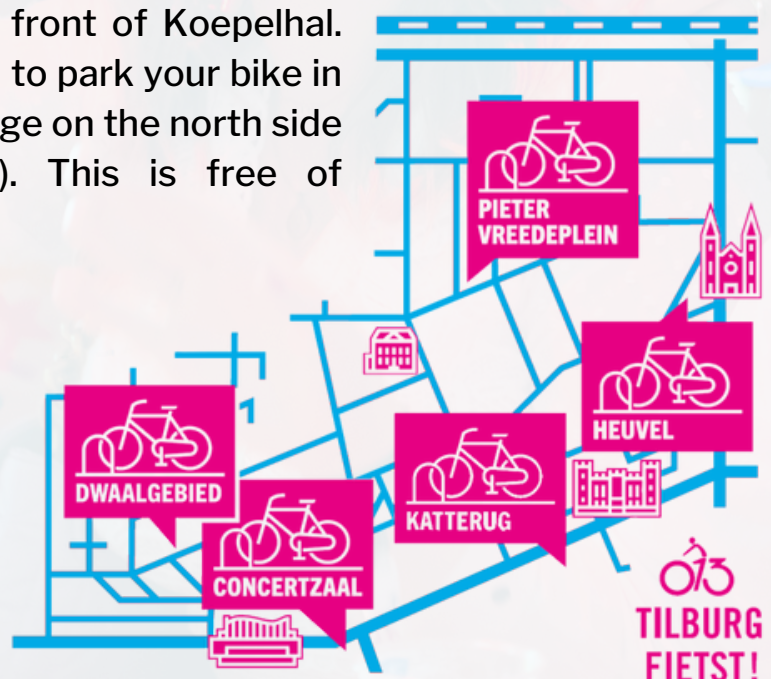 front of Koepelhal.
to park your bike in
ge on the north side
). This is free of
PIETER
VREEDEPLEIN
HEUVEL
DWAALGEBIED
KATTERUG
CONCERTZAAL
013
TILBURG
FIETST!